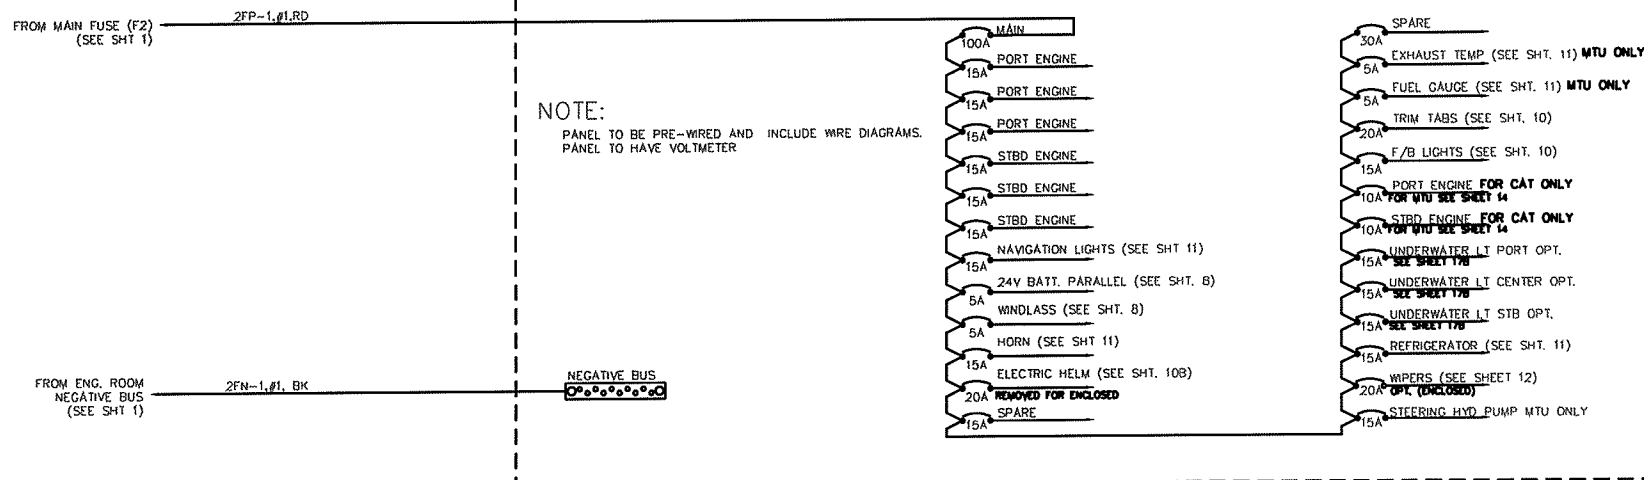 FROM MAIN FUSE (F2)
(SEE SHT 1)
2FP-1,#1,RD
NOTE:
PANEL TO BE PRE-WIRED AND INCLUDE WIRE DIAGRAMS.
PANEL TO HAVE VOLTMETER
FROM ENG. ROOM
NEGATIVE BUS
(SEE SHT 1)
2FN-1,#1, BK
NEGATIVE BUS
MAIN
100A
PORT ENGINE
15A
PORT ENGINE
15A
PORT ENGINE
15A
STBD ENGINE
15A
STBD ENGINE
15A
STBD ENGINE
15A
NAVIGATION LIGHTS (SEE SHT 11)
15A
24V BATT. PARALLEL (SEE SHT. 8)
5A
WINDLASS (SEE SHT. 8)
5A
HORN (SEE SHT 11)
15A
ELECTRIC HELM (SEE SHT. 10B)
20A REMOVED FOR ENCLOSED
SPARE
15A
SPARE
30A
EXHAUST TEMP (SEE SHT. 11) MTU ONLY
5A
FUEL GAUGE (SEE SHT. 11) MTU ONLY
5A
TRIM TABS (SEE SHT. 10)
20A
F/B LIGHTS (SEE SHT. 10)
15A
PORT ENGINE FOR CAT ONLY
10A FOR MTU SEE SHEET 14
STBD ENGINE FOR CAT ONLY
10A FOR MTU SEE SHEET 14
UNDERWATER LT PORT OPT.
15A SEE SHEET 17B
UNDERWATER LT CENTER OPT.
15A SEE SHEET 17B
UNDERWATER LT STB OPT.
15A SEE SHEET 17B
REFRIGERATOR (SEE SHT. 11)
15A
WIPERS (SEE SHEET 12)
20A OPT. (ENCLOSED)
STEERING HYD PUMP MTU ONLY
15A